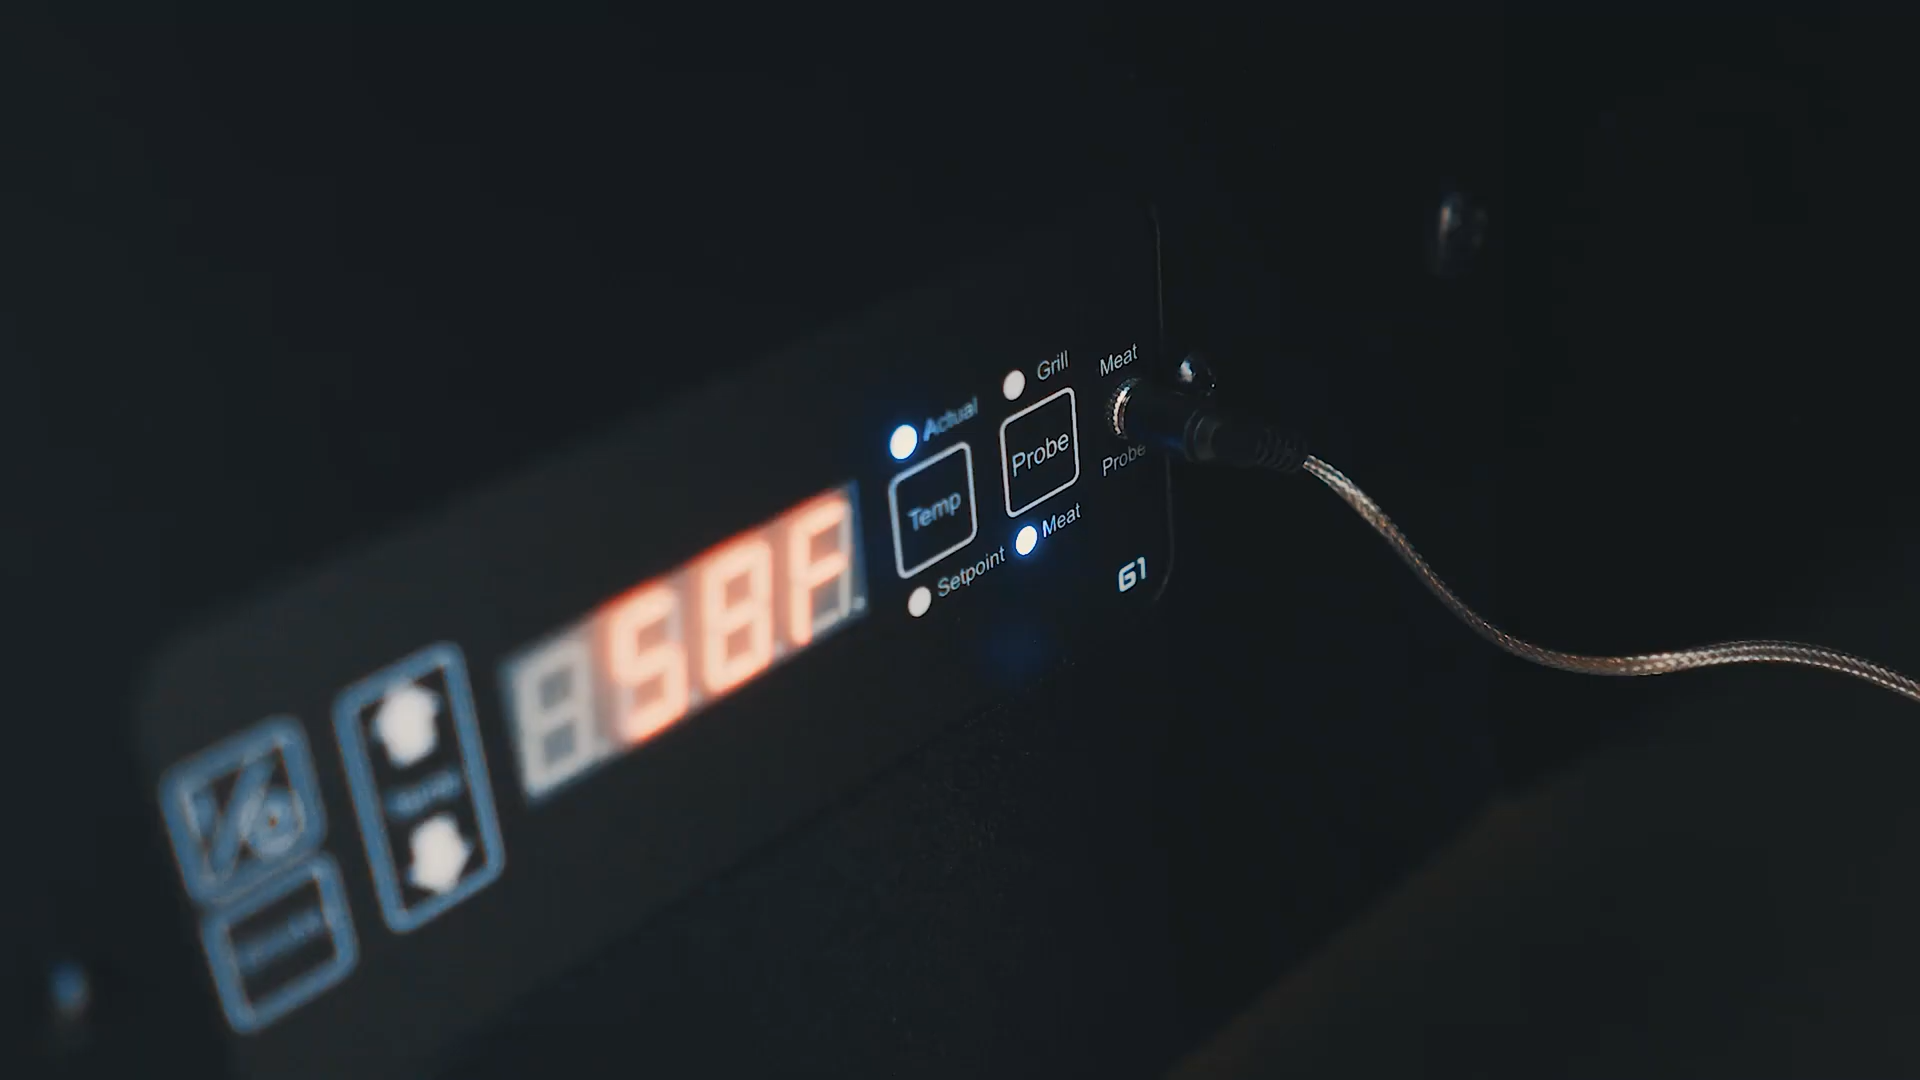 Grill
Meat
Actual
Probe
Temp
Probe
Meat
Setpoint
58F
G1